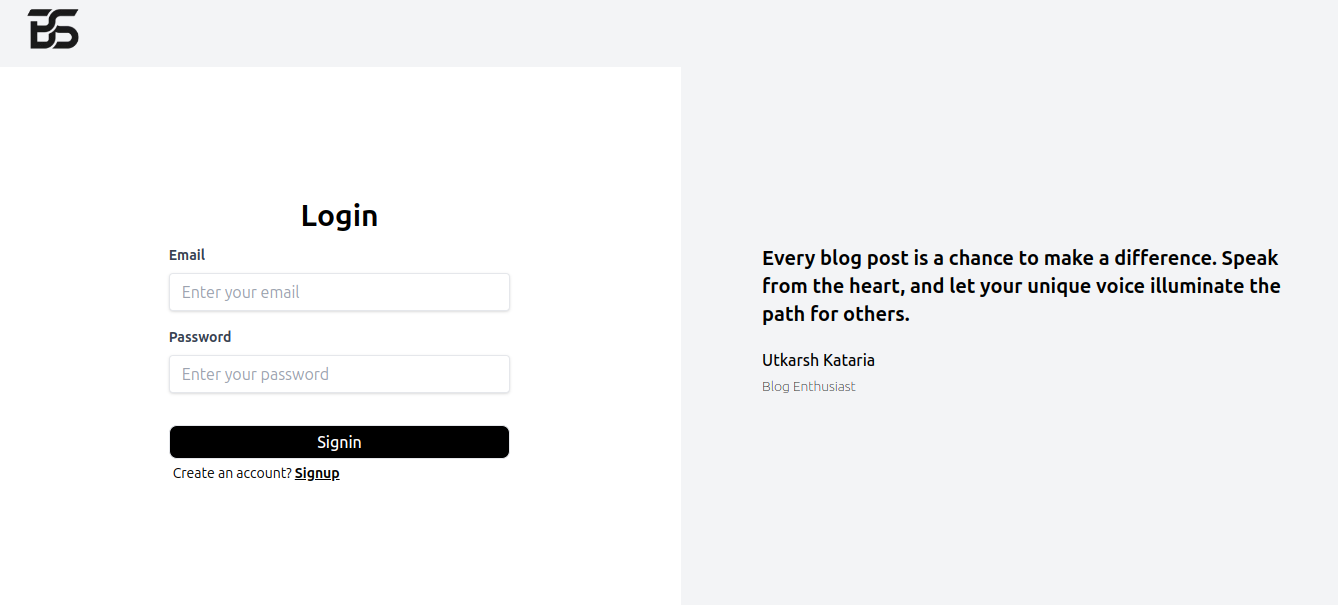 BS
Login
Email
Enter your email
Password
Enter your password
Signin
Create an account? Signup
Every blog post is a chance to make a difference. Speak
from the heart, and let your unique voice illuminate the
path for others.
Utkarsh Kataria
Blog Enthusiast